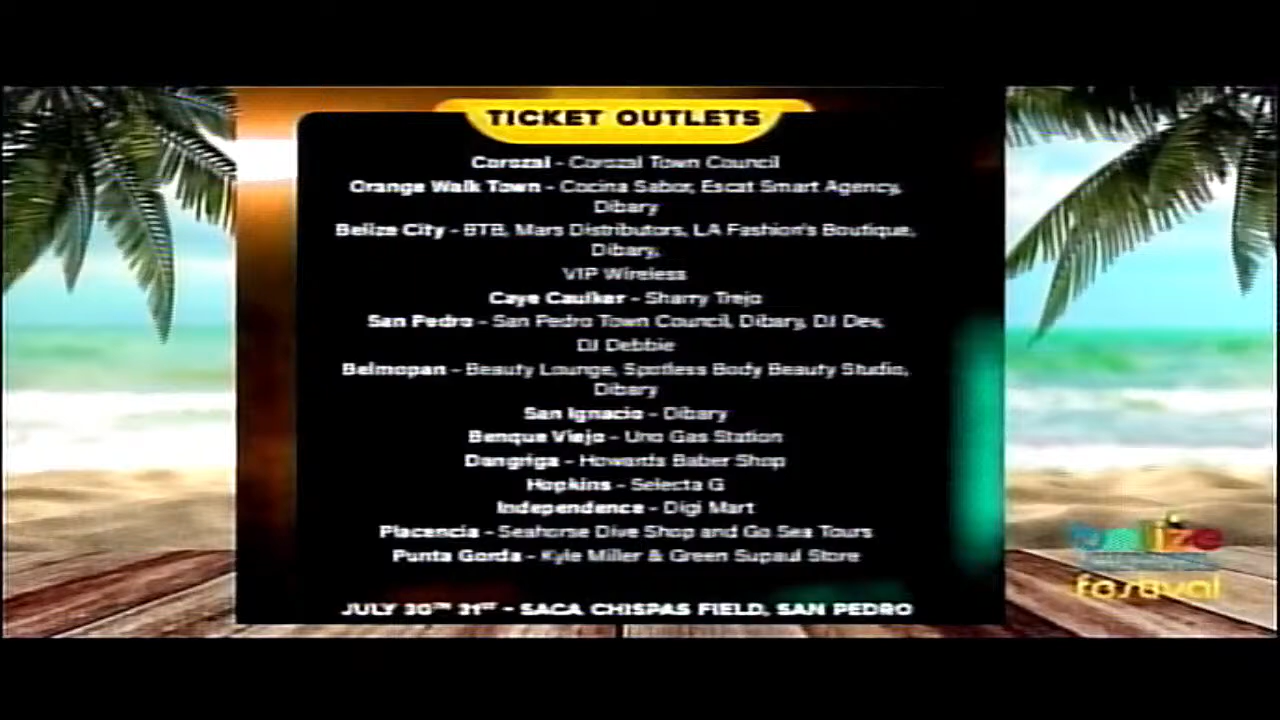 TICKET OUTLETS
Corozal - Corozal Town Council
Orange Walk Town - Cocina Sabor, Escat Smart Agency,
Dibary
Belize City - BTB, Mars Distributors, LA Fashion's Boutique,
Dibary,
VIP Wireless
Caye Caulker - Sharry Trejo
San Pedro - San Pedro Town Council, Dibary, DJ Dev,
DJ Debbie
Belmopan - Beauty Lounge, Spotless Body Beauty Studio,
Dibary
San Ignacio - Dibary
Benque Viejo - Uno Gas Station
Dangriga - Howards Baber Shop
Hopkins - Selecta G
Independence - Digi Mart
Placencia - Seahorse Dive Shop and Go Sea Tours
Punta Gorda - Kyle Miller & Green Supaul Store
JULY 30TH 31ST - SACA CHISPAS FIELD, SAN PEDRO
belize
festival